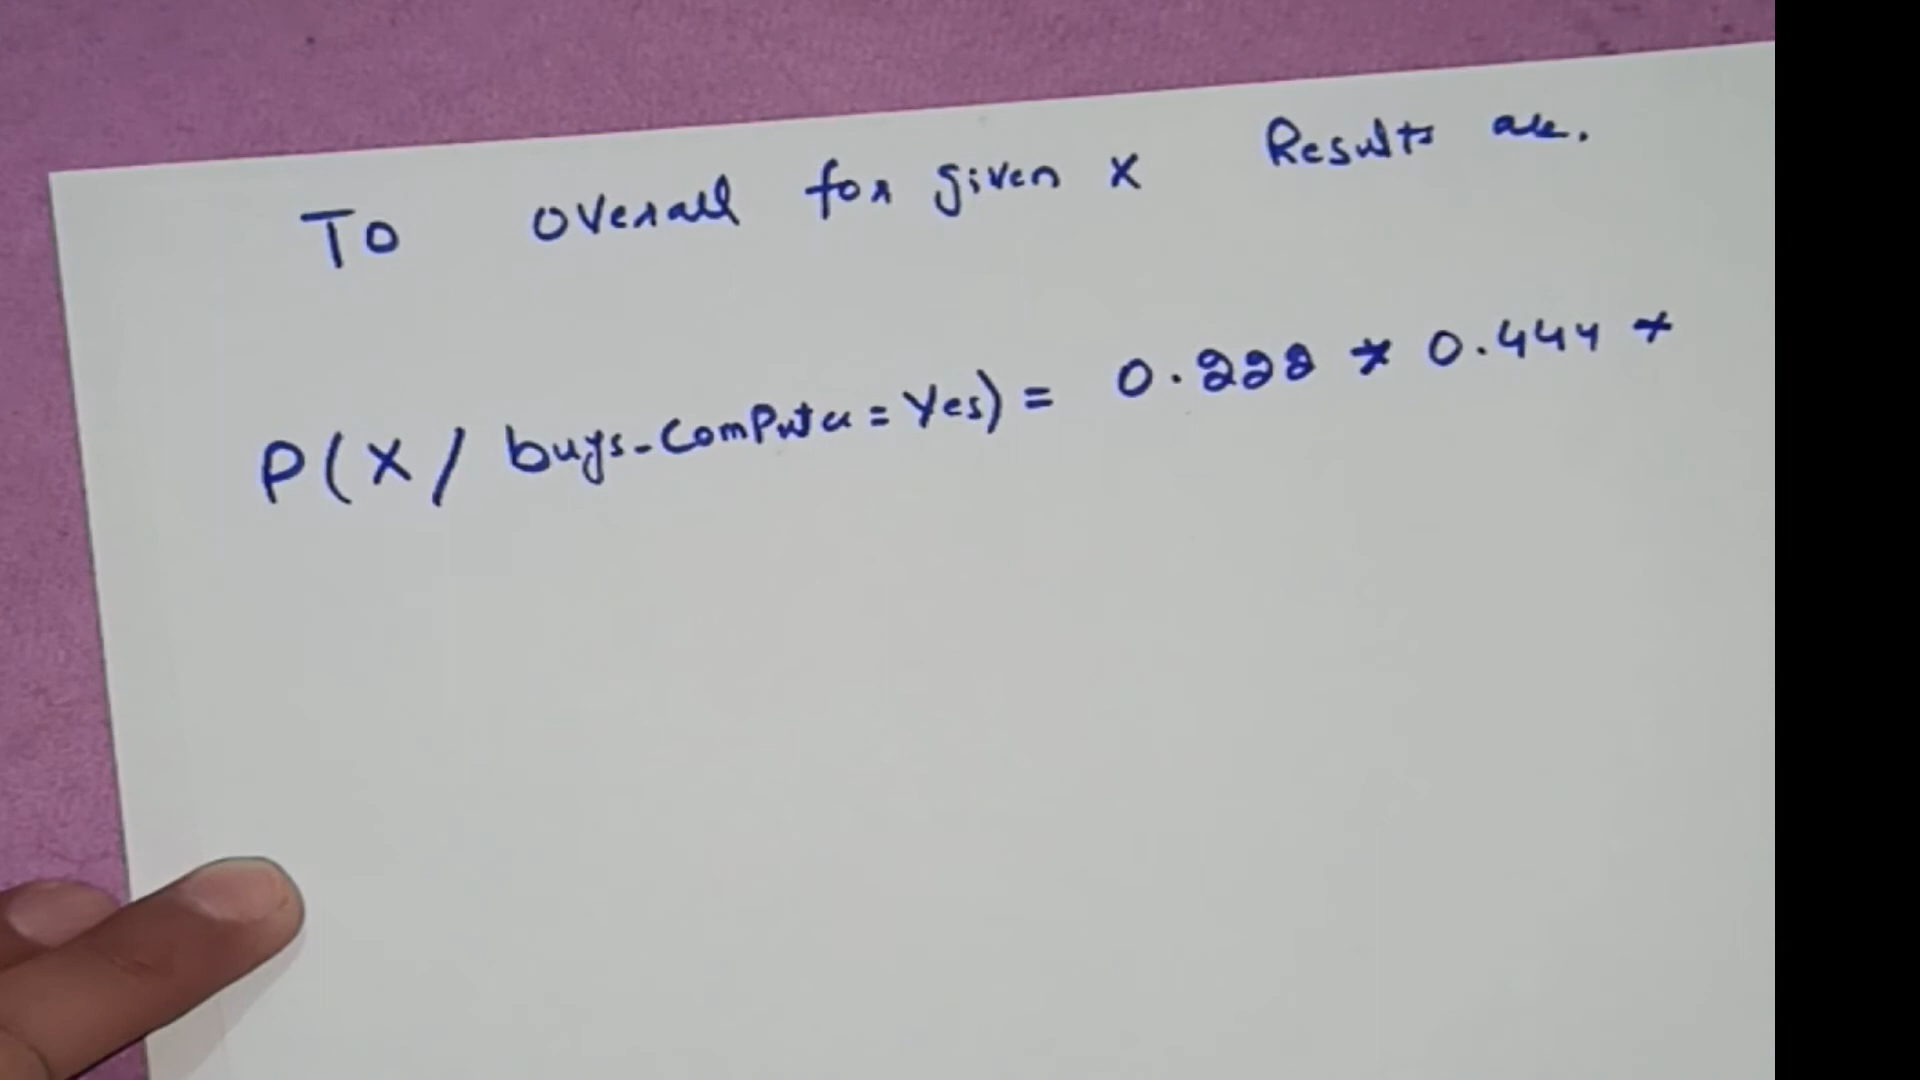 To overall for given X Results are.
P(X/ buys-Computer=Yes) = 0.222 * 0.444 *